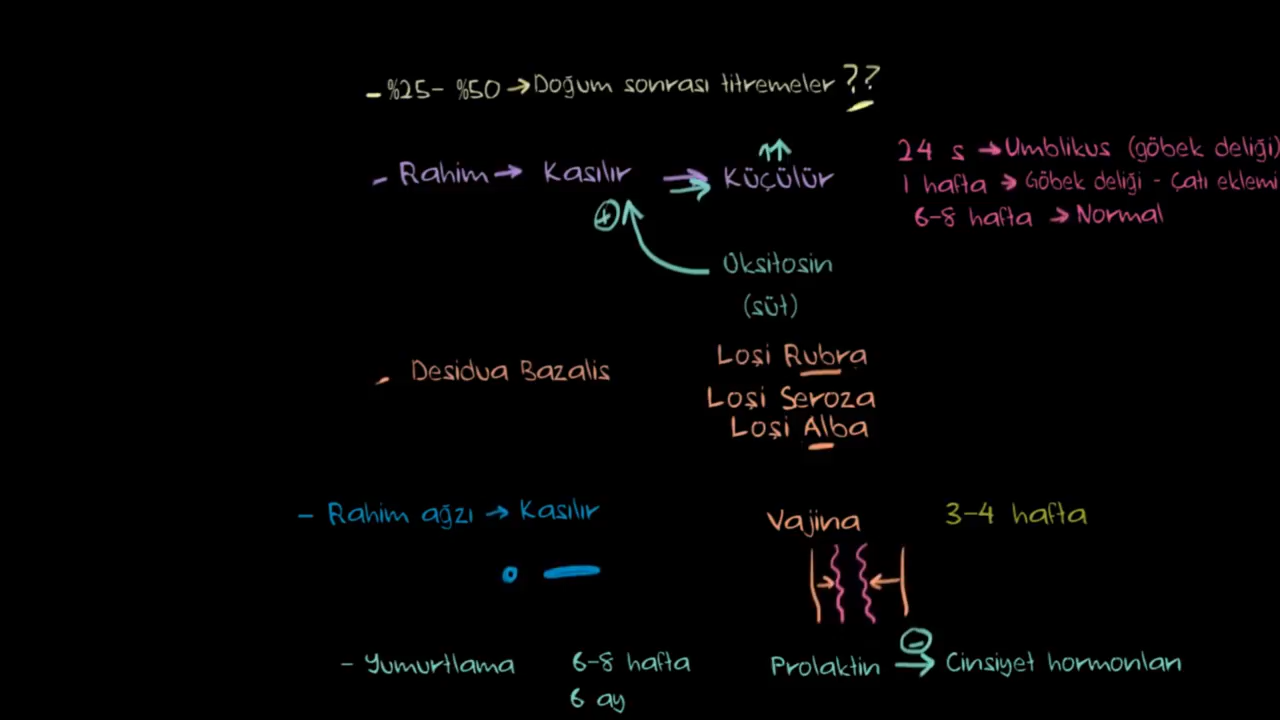 - %25- %50 → Doğum sonrası titremeler ??
- Rahim → Kasılır → Küçülür
24 s → Umblikus (göbek deliği)
1 hafta → Göbek deliği - Çatı eklemi
6-8 hafta → Normal
+
Oksitosin
(süt)
- Desidua Bazalis
Loşi Rubra
Loşi Seroza
Loşi Alba
- Rahim ağzı → Kasılır
Vajina
3-4 hafta
- Yumurtlama 6-8 hafta
6 ay
Prolaktin → Cinsiyet hormonları
-